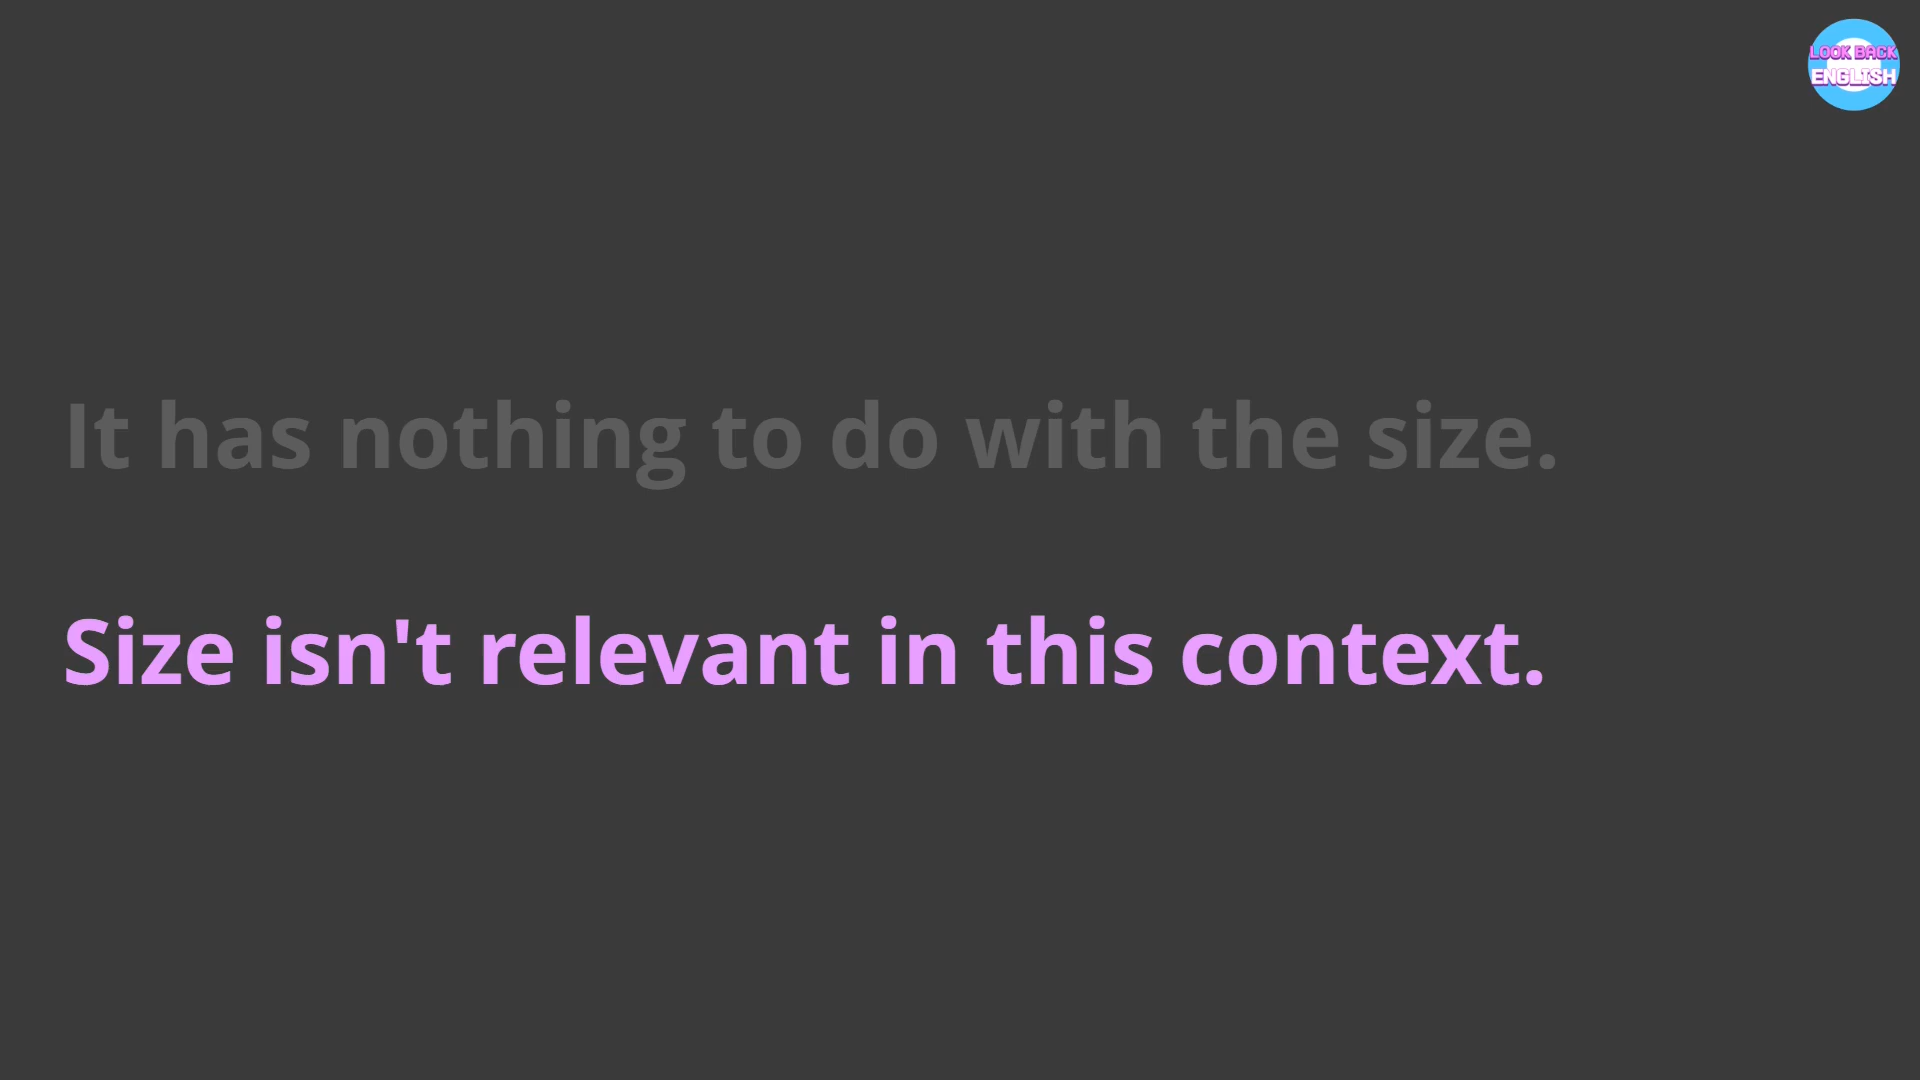 LOOK BACK
ENGLISH
It has nothing to do with the size.
Size isn't relevant in this context.